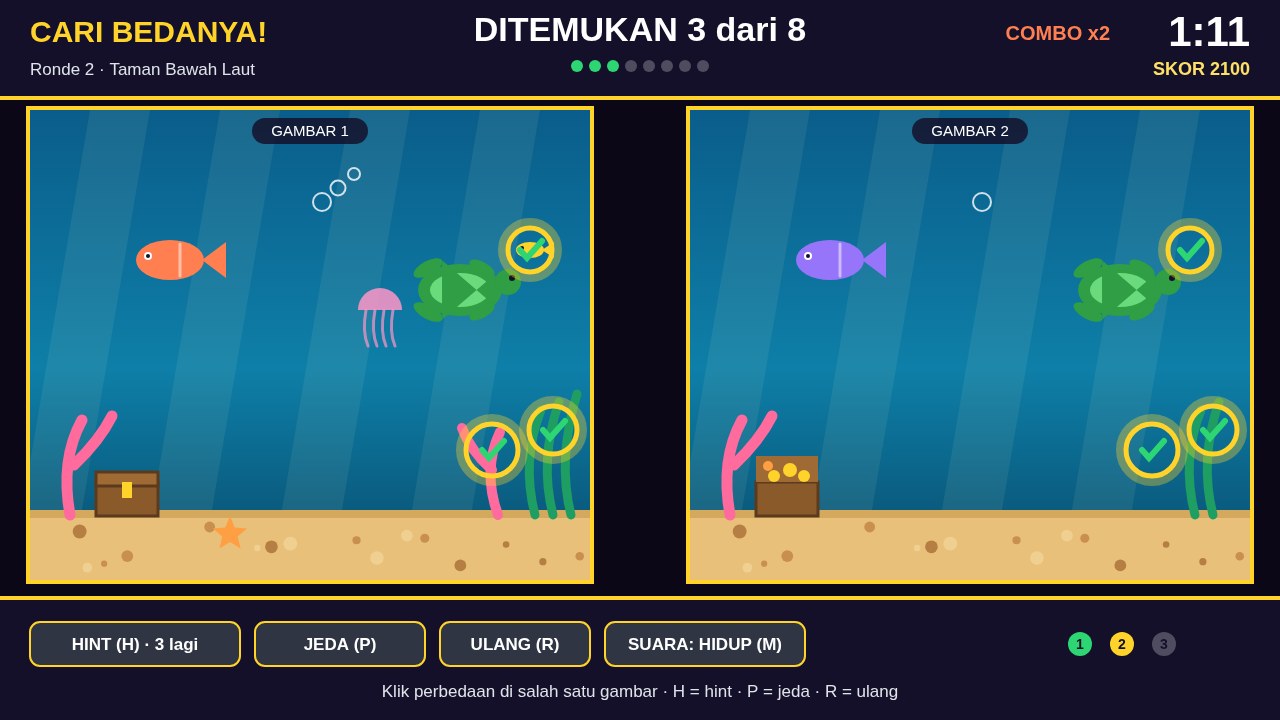 CARI BEDANYA!
Ronde 2 · Taman Bawah Laut
DITEMUKAN 3 dari 8
COMBO x2
1:11
SKOR 2100
GAMBAR 1
GAMBAR 2
HINT (H) · 3 lagi
JEDA (P)
ULANG (R)
SUARA: HIDUP (M)
1
2
3
Klik perbedaan di salah satu gambar · H = hint · P = jeda · R = ulang